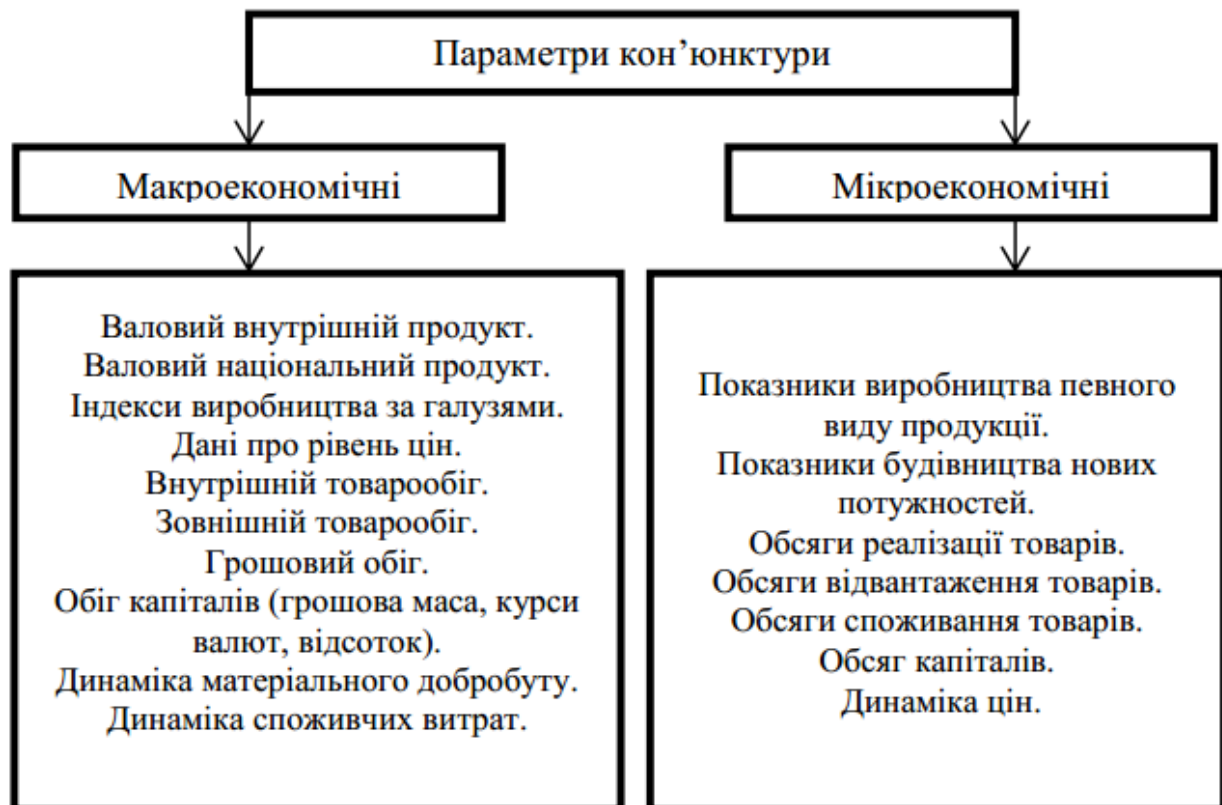 Параметри кон’юнктури
Макроекономічні
Мікроекономічні
Валовий внутрішній продукт.
Валовий національний продукт.
Індекси виробництва за галузями.
Дані про рівень цін.
Внутрішній товарообіг.
Зовнішній товарообіг.
Грошовий обіг.
Обіг капіталів (грошова маса, курси
валют, відсоток).
Динаміка матеріального добробуту.
Динаміка споживчих витрат.
Показники виробництва певного
виду продукції.
Показники будівництва нових
потужностей.
Обсяги реалізації товарів.
Обсяги відвантаження товарів.
Обсяги споживання товарів.
Обсяг капіталів.
Динаміка цін.